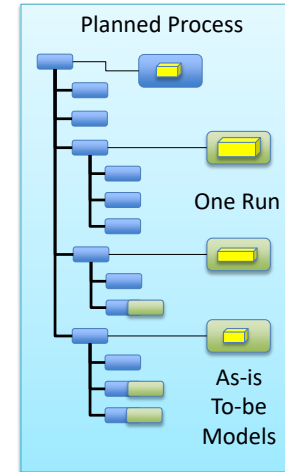 Planned Process
One Run
As-is
To-be
Models